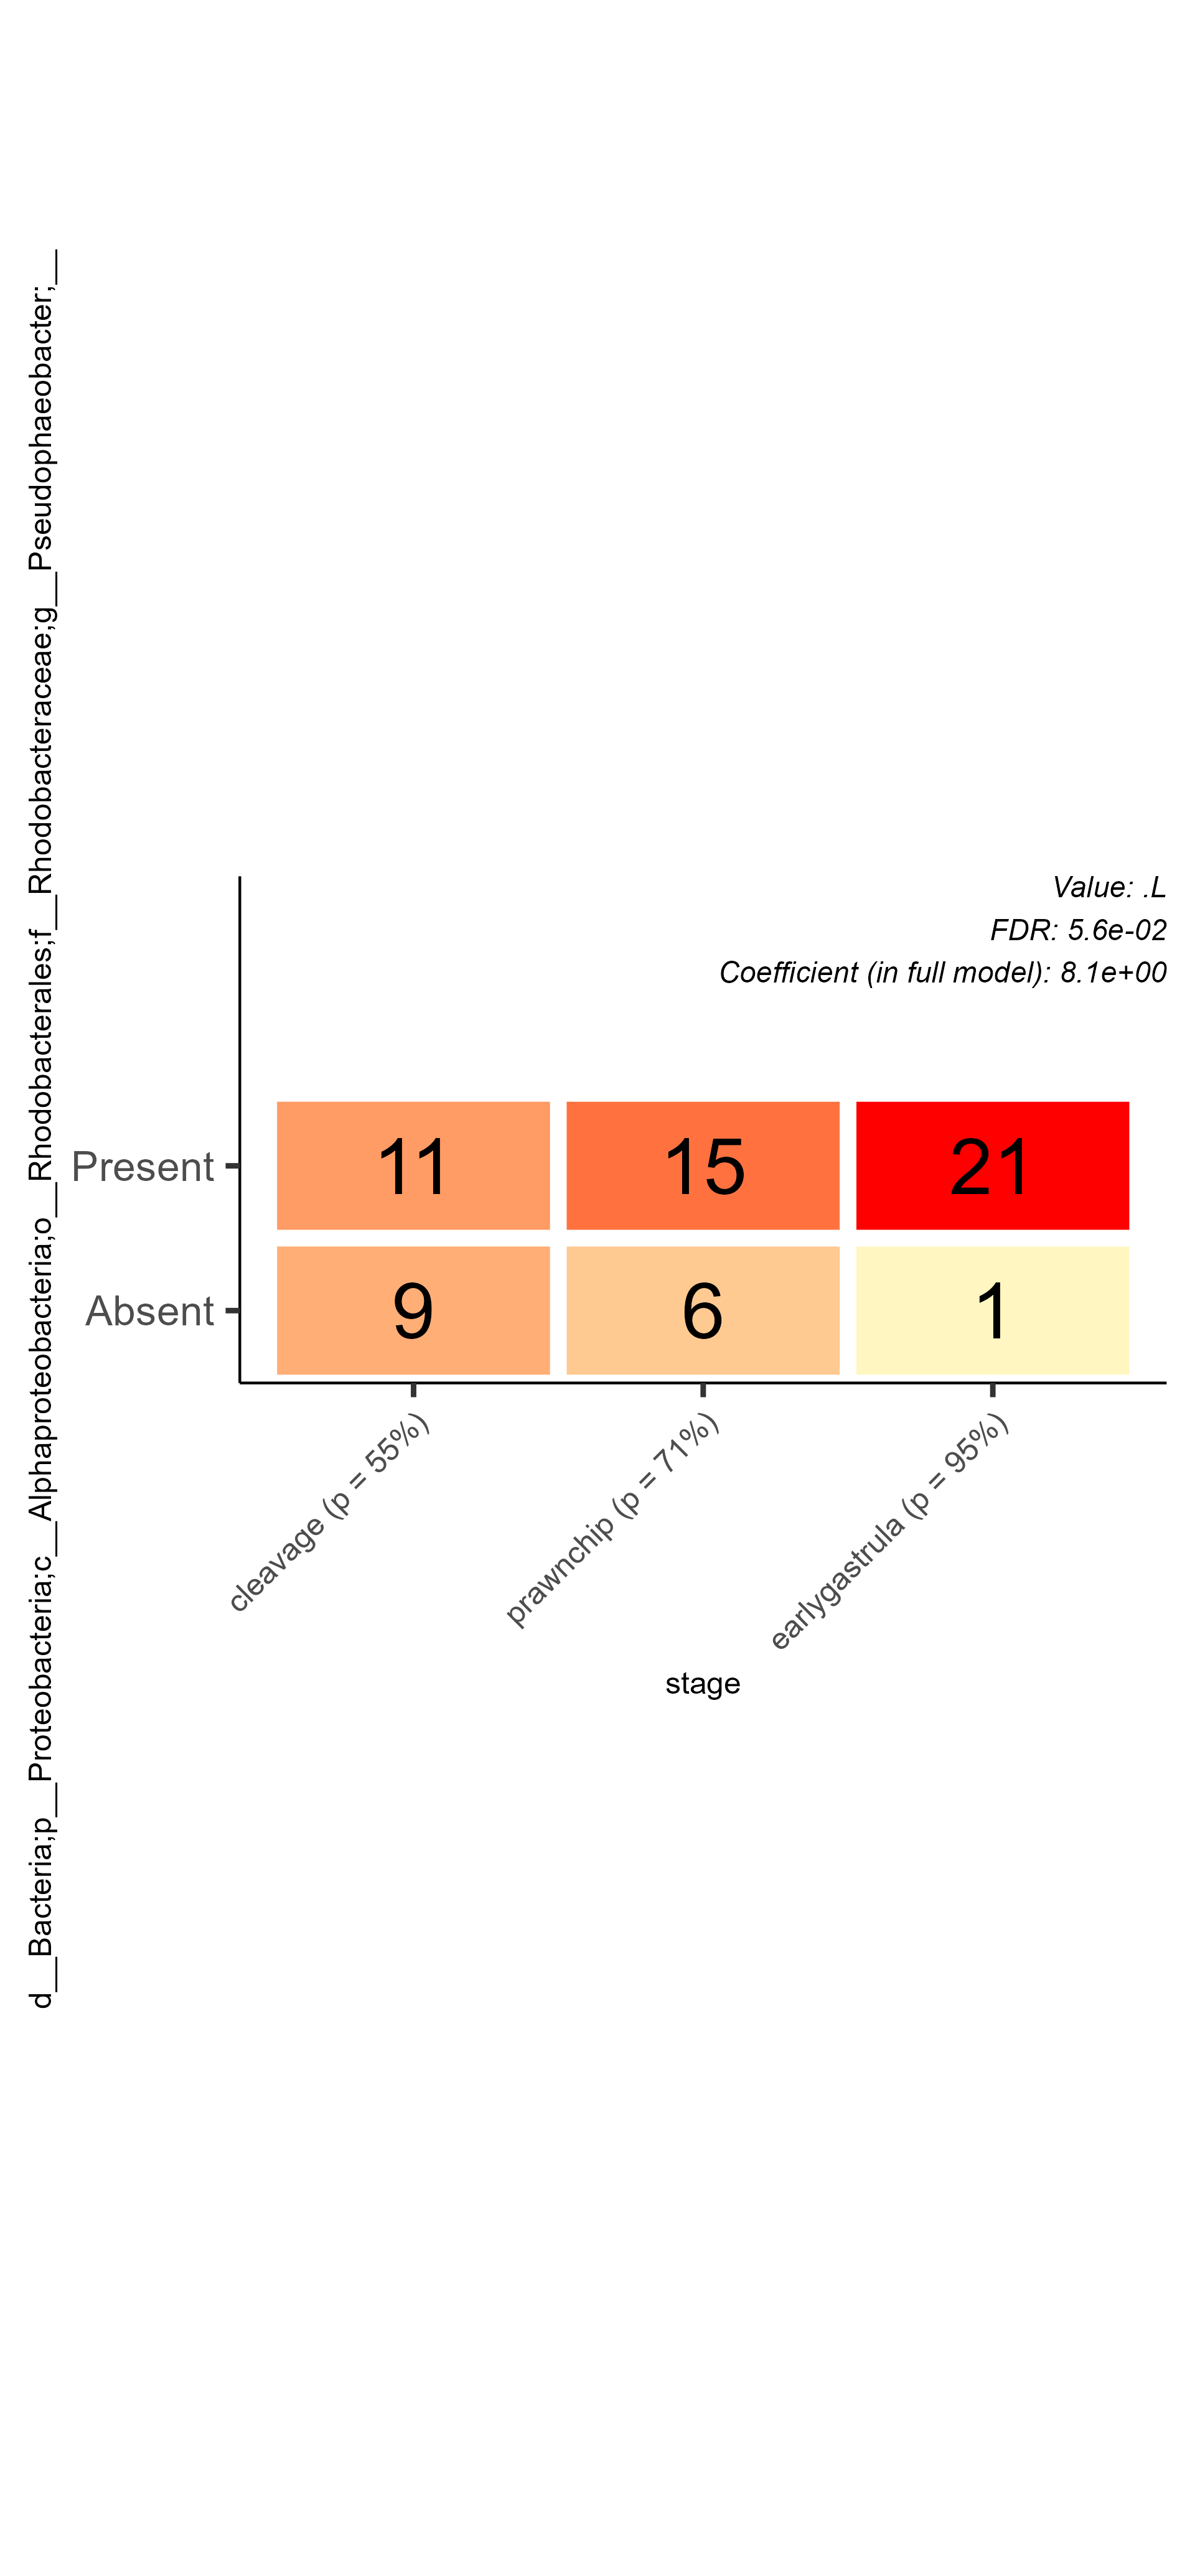 d__Bacteria;p__Proteobacteria;c__Alphaproteobacteria;o__Rhodobacterales;f__Rhodobacteraceae;g__Pseudophaeobacter;__
Value: .L
FDR: 5.6e-02
Coefficient (in full model): 8.1e+00
Present 11 15 21
Absent 9 6 1
cleavage (p = 55%)
prawnchip (p = 71%)
earlygastrula (p = 95%)
stage